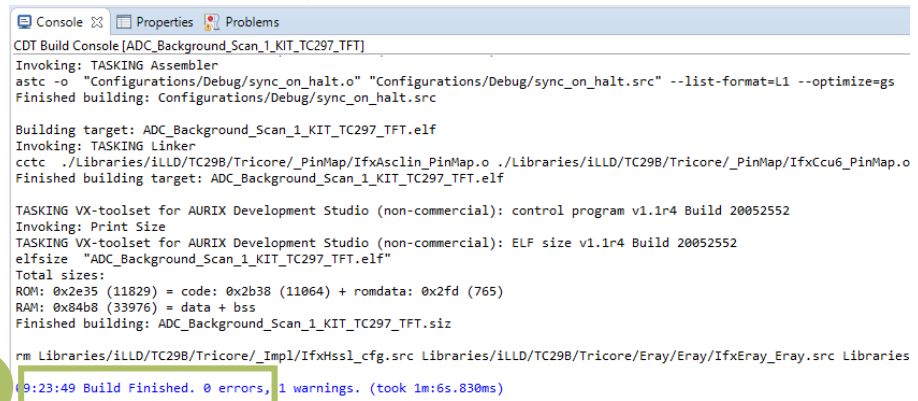 Console Properties Problems
CDT Build Console [ADC_Background_Scan_1_KIT_TC297_TFT]
Invoking: TASKING Assembler
astc -o "Configurations/Debug/sync_on_halt.o" "Configurations/Debug/sync_on_halt.src" --list-format=L1 --optimize=gs
Finished building: Configurations/Debug/sync_on_halt.src
Building target: ADC_Background_Scan_1_KIT_TC297_TFT.elf
Invoking: TASKING Linker
cctc ./Libraries/iLLD/TC29B/Tricore/_PinMap/IfxAsclin_PinMap.o ./Libraries/iLLD/TC29B/Tricore/_PinMap/IfxCcu6_PinMap.o
Finished building target: ADC_Background_Scan_1_KIT_TC297_TFT.elf
TASKING VX-toolset for AURIX Development Studio (non-commercial): control program v1.1r4 Build 20052552
Invoking: Print Size
TASKING VX-toolset for AURIX Development Studio (non-commercial): ELF size v1.1r4 Build 20052552
elfsize "ADC_Background_Scan_1_KIT_TC297_TFT.elf"
Total sizes:
ROM: 0x2e35 (11829) = code: 0x2b38 (11064) + romdata: 0x2fd (765)
RAM: 0x84b8 (33976) = data + bss
Finished building: ADC_Background_Scan_1_KIT_TC297_TFT.siz
rm Libraries/iLLD/TC29B/Tricore/_Impl/IfxHssl_cfg.src Libraries/iLLD/TC29B/Tricore/Eray/Eray/IfxEray_Eray.src Libraries
9:23:49 Build Finished. 0 errors, 1 warnings. (took 1m:6s.830ms)